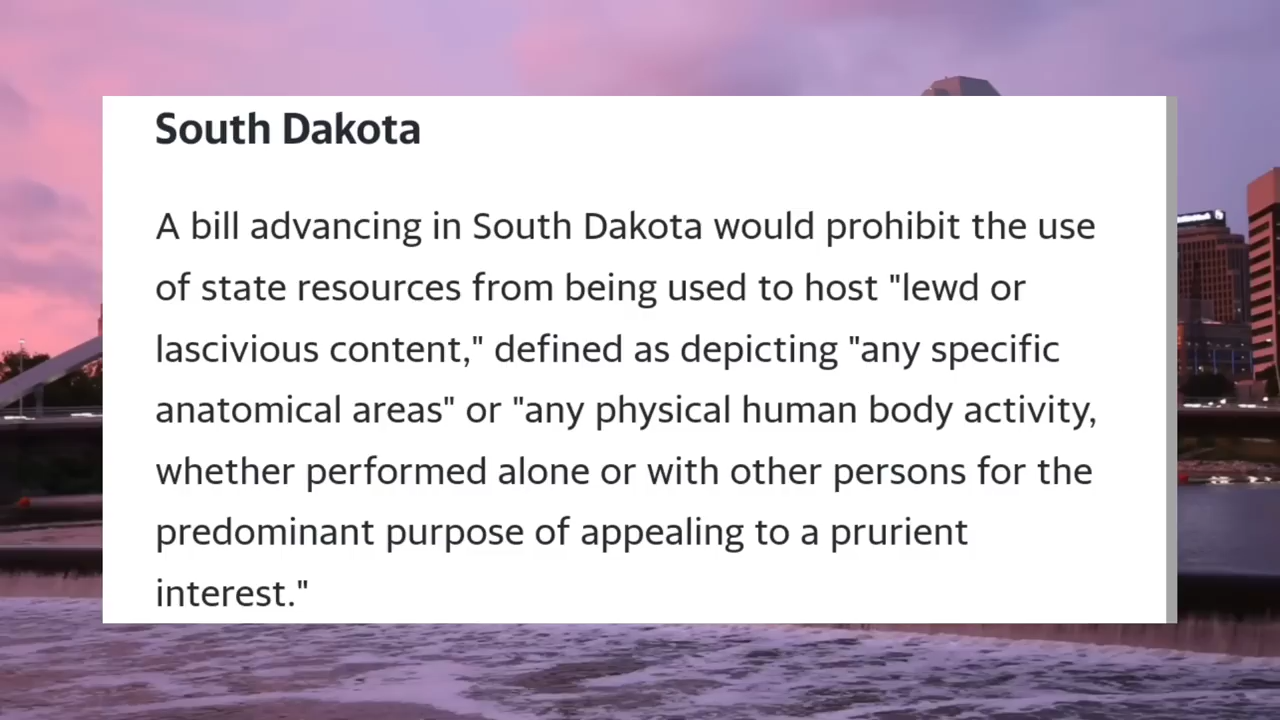 South Dakota
A bill advancing in South Dakota would prohibit the use
of state resources from being used to host "lewd or
lascivious content," defined as depicting "any specific
anatomical areas" or "any physical human body activity,
whether performed alone or with other persons for the
predominant purpose of appealing to a prurient
interest."